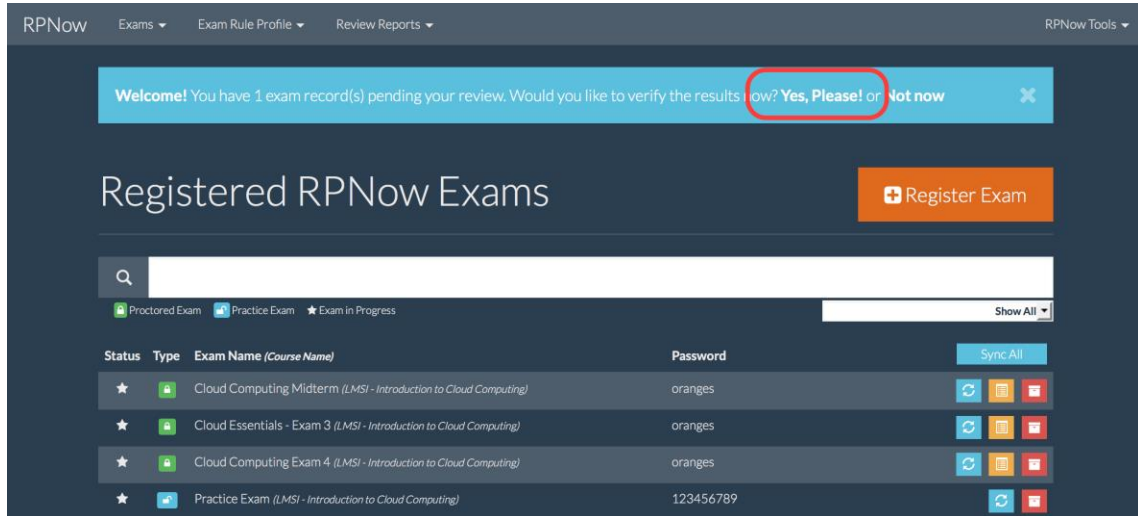 RPNow Exams Exam Rule Profile Review Reports RPNow Tools
Welcome! You have 1 exam record(s) pending your review. Would you like to verify the results now? Yes, Please! or Not now
Registered RPNow Exams
Register Exam
Proctored Exam Practice Exam Exam in Progress
Show All
Status Type Exam Name (Course Name) Password Sync All
Cloud Computing Midterm (LMSI - Introduction to Cloud Computing) oranges
Cloud Essentials - Exam 3 (LMSI - Introduction to Cloud Computing) oranges
Cloud Computing Exam 4 (LMSI - Introduction to Cloud Computing) oranges
Practice Exam (LMSI - Introduction to Cloud Computing) 123456789